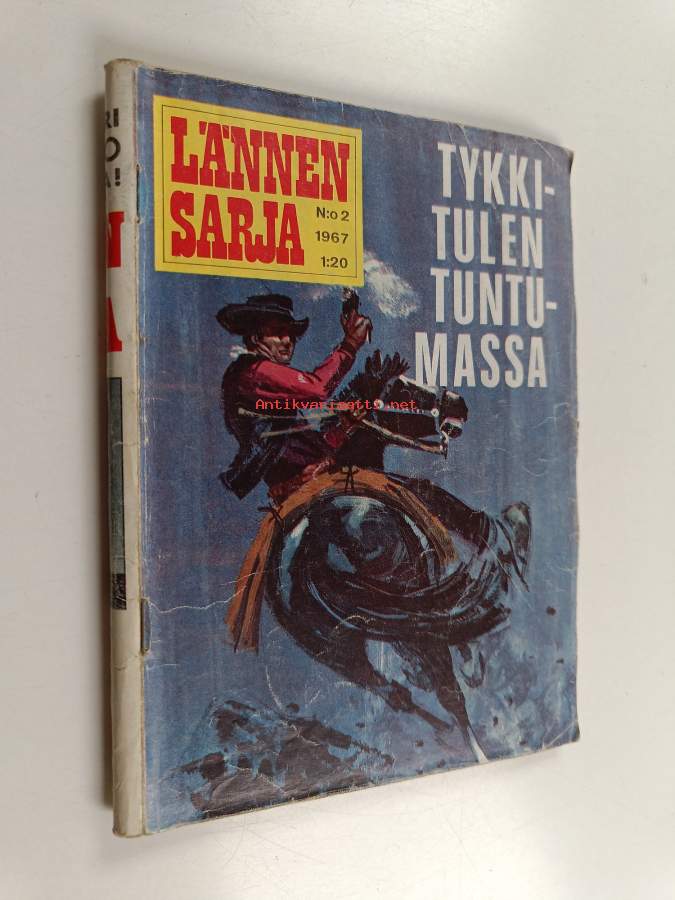 LÄNNEN
SARJA
N:o 2
1967
1:20
TYKKI-
TULEN
TUNTU-
MASSA
Antikvariaatti.net